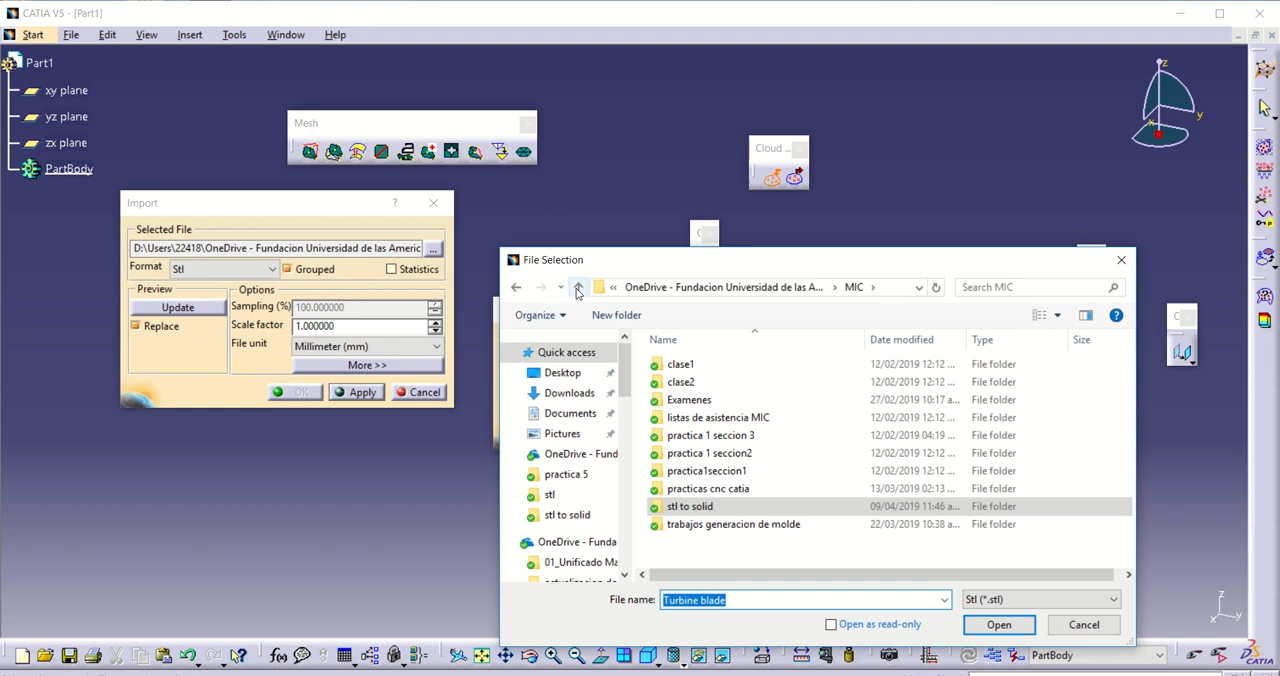 CATIA V5 - [Part1]
Start File Edit View Insert Tools Window Help
Part1
xy plane
yz plane
zx plane
PartBody
Mesh
Cloud ...
Import ?
Selected File
D:\Users\22418\OneDrive - Fundacion Universidad de las Americ ...
Format Stl Grouped Statistics
Preview
Update
Replace
Options
Sampling (%) 100.000000
Scale factor 1.000000
File unit Millimeter (mm)
More >>
OK Apply Cancel
File Selection
« OneDrive - Fundacion Universidad de las A... › MIC ›
Search MIC
Organize New folder
Quick access
Desktop
Downloads
Documents
Pictures
OneDrive - Fund
practica 5
stl
stl to solid
OneDrive - Funda
01_Unificado Ma
Name Date modified Type Size
clase1 12/02/2019 12:12 ... File folder
clase2 12/02/2019 12:12 ... File folder
Examenes 27/02/2019 10:17 a... File folder
listas de asistencia MIC 12/02/2019 12:12 ... File folder
practica 1 seccion 3 12/02/2019 04:19 ... File folder
practica 1 seccion2 12/02/2019 12:12 ... File folder
practica1seccion1 12/02/2019 12:12 ... File folder
practicas cnc catia 13/03/2019 02:13 ... File folder
stl to solid 09/04/2019 11:46 a... File folder
trabajos generacion de molde 22/03/2019 10:38 a... File folder
File name: Turbine blade Stl (*.stl)
Open as read-only Open Cancel
z
y
x
z
y
x
f(x)
PartBody
CATIA